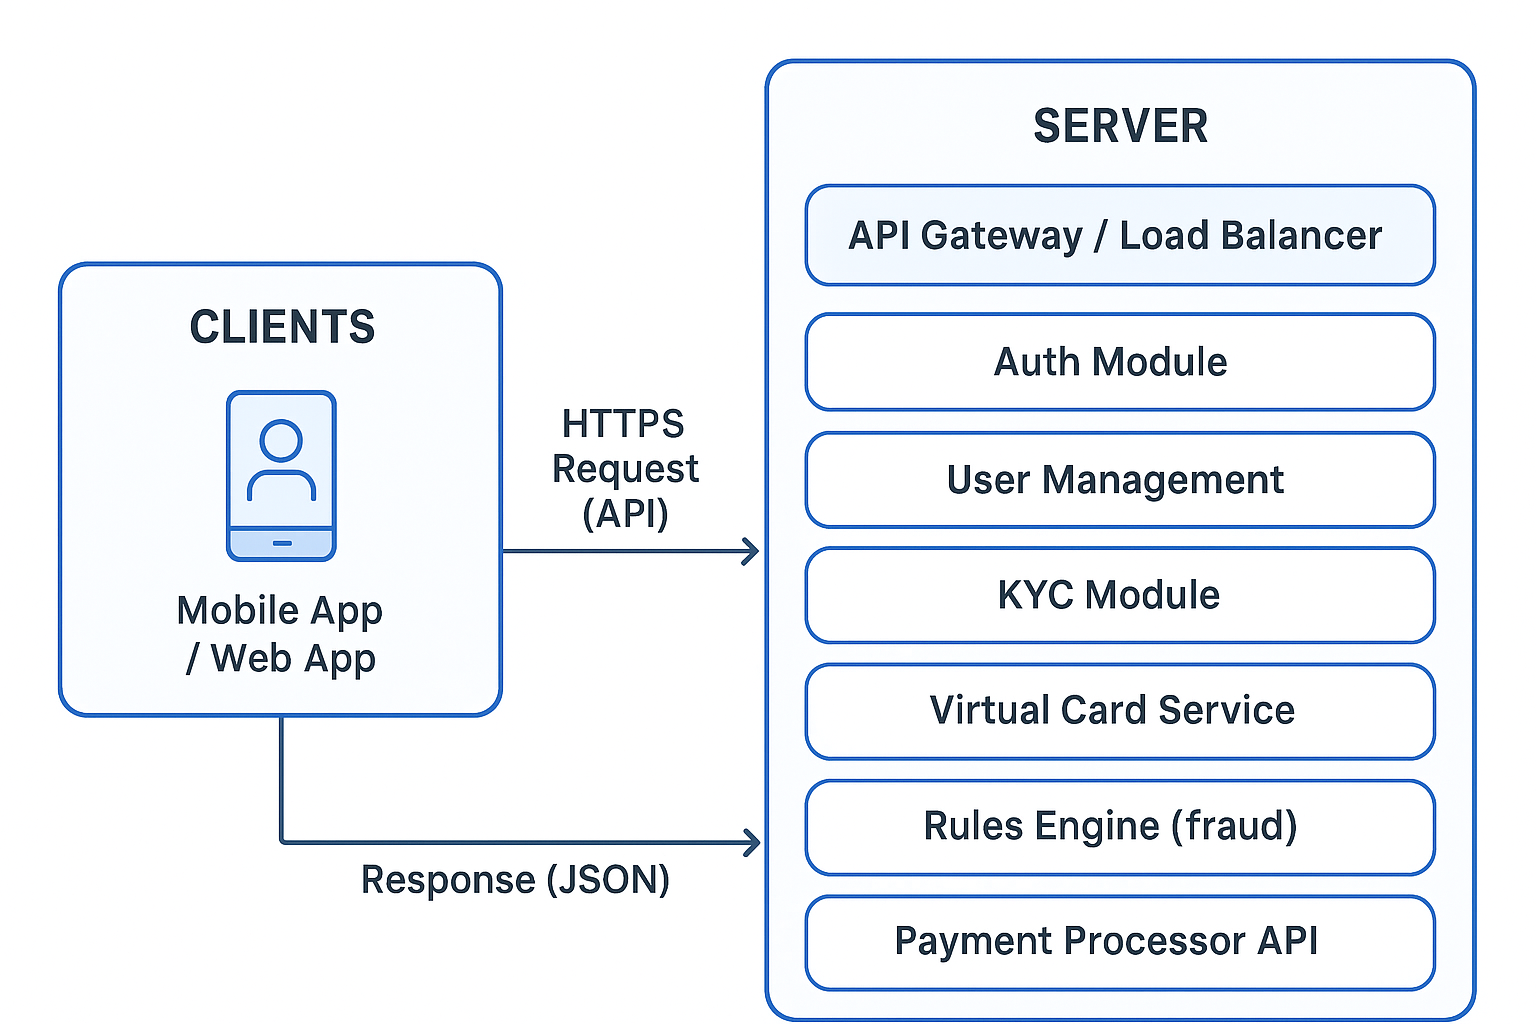 CLIENTS
Mobile App
/ Web App
HTTPS
Request
(API)
Response (JSON)
SERVER
API Gateway / Load Balancer
Auth Module
User Management
KYC Module
Virtual Card Service
Rules Engine (fraud)
Payment Processor API